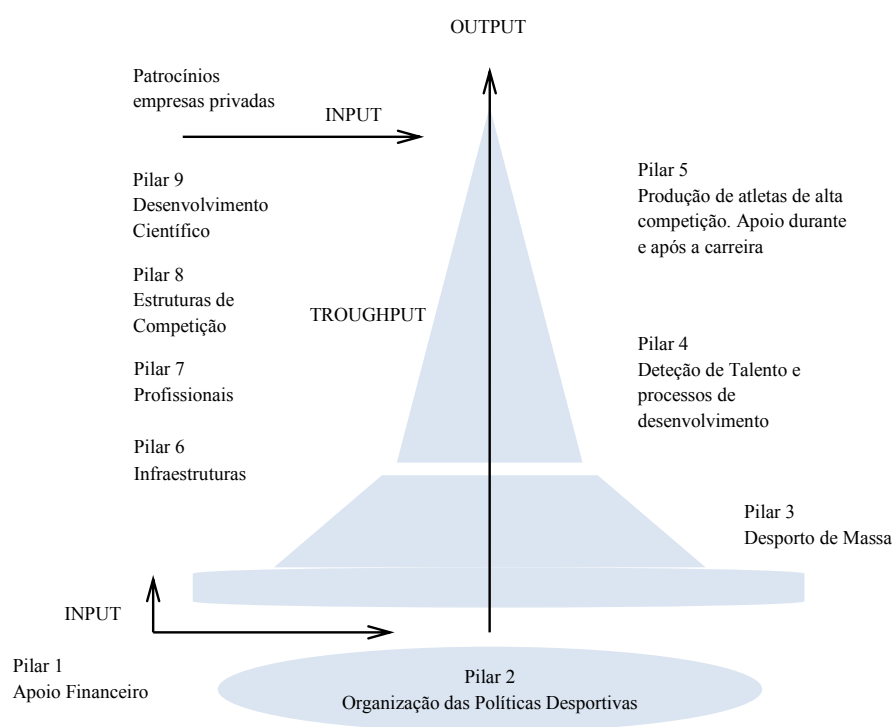 OUTPUT
Patrocínios
empresas privadas
INPUT
Pilar 9
Desenvolvimento
Científico
Pilar 5
Produção de atletas de alta
competição. Apoio durante
e após a carreira
Pilar 8
Estruturas de
Competição
TROUGHPUT
Pilar 4
Deteção de Talento e
processos de
desenvolvimento
Pilar 7
Profissionais
Pilar 6
Infraestruturas
Pilar 3
Desporto de Massa
INPUT
Pilar 1
Apoio Financeiro
Pilar 2
Organização das Políticas Desportivas